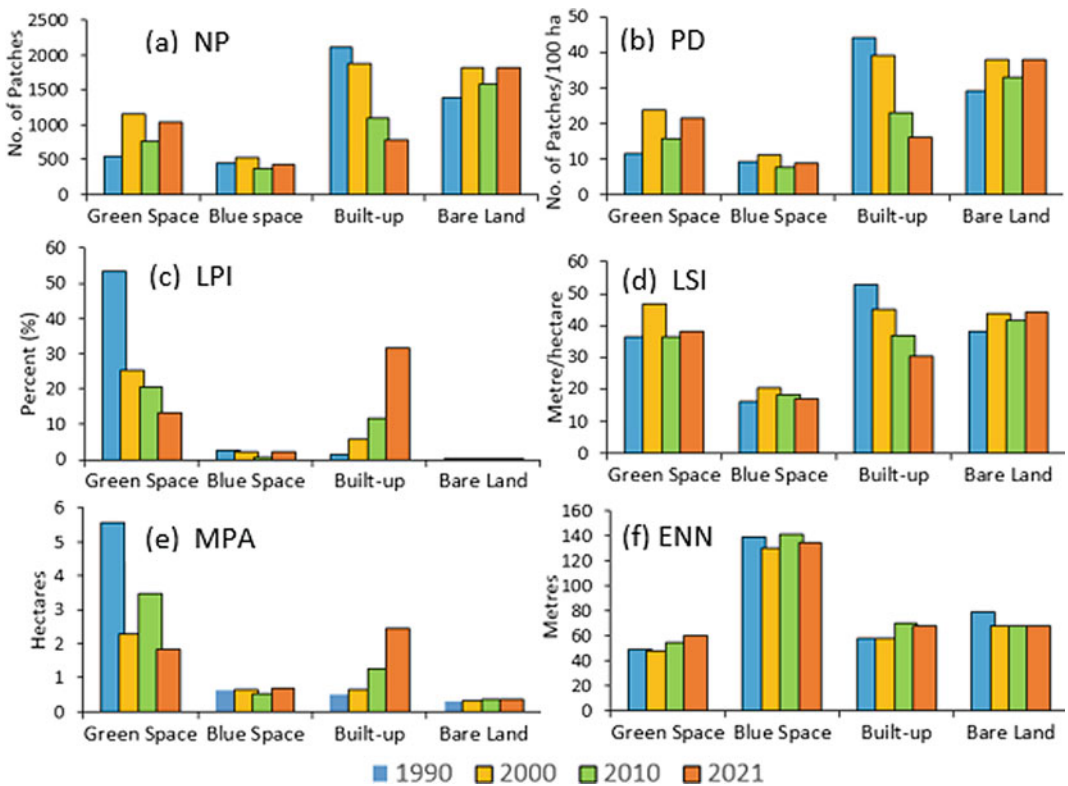 (a) NP
No. of Patches
2500
2000
1500
1000
500
0
Green Space
Blue space
Built-up
Bare Land
(b) PD
No. of Patches/100 ha
50
40
30
20
10
0
Green Space
Blue Space
Built-up
Bare Land
(c) LPI
Percent (%)
60
50
40
30
20
10
0
Green Space
Blue Space
Built-up
Bare Land
(d) LSI
Metre/hectare
60
50
40
30
20
10
0
Green Space
Blue Space
Built-up
Bare Land
(e) MPA
Hectares
6
5
4
3
2
1
0
Green Space
Blue Space
Built-up
Bare Land
(f) ENN
Metres
160
140
120
100
80
60
40
20
0
Green Space
Blue Space
Built-up
Bare Land
1990 2000 2010 2021